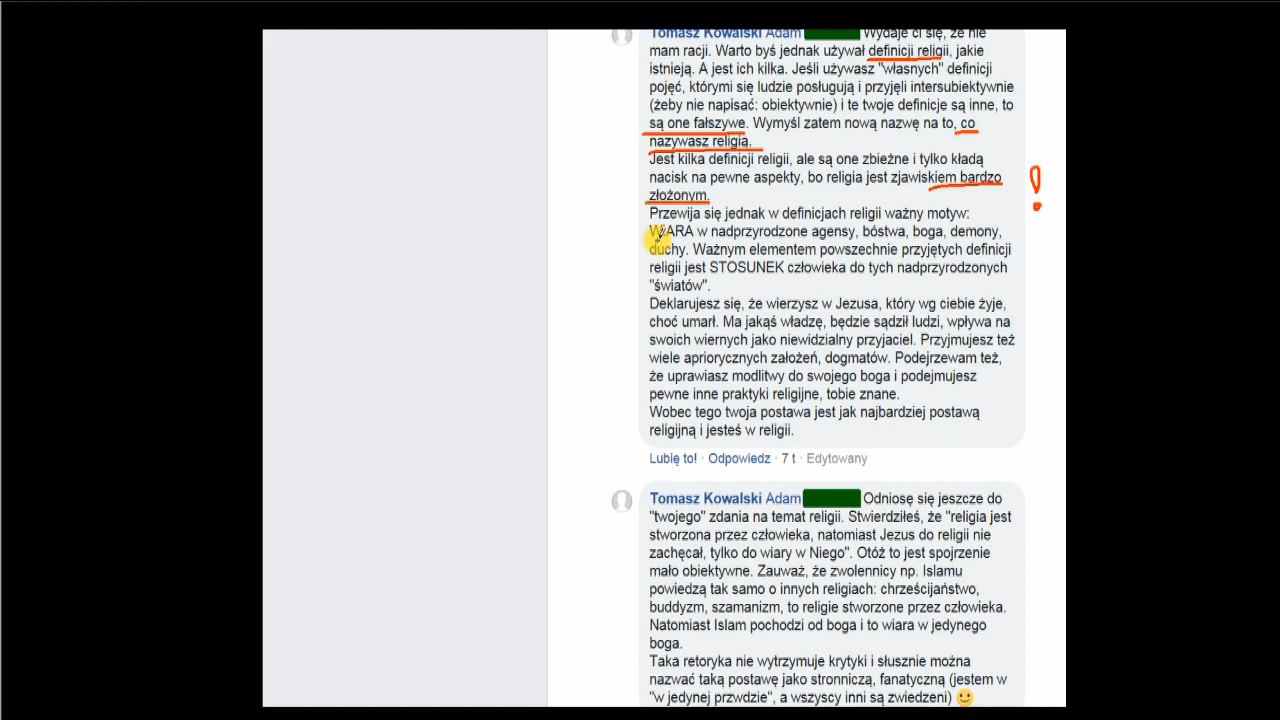 Tomasz Kowalski Adam Wydaje ci się, że nie
mam racji. Warto byś jednak używał definicji religii, jakie
istnieją. A jest ich kilka. Jeśli używasz "własnych" definicji
pojęć, którymi się ludzie posługują i przyjęli intersubiektywnie
(żeby nie napisać: obiektywnie) i te twoje definicje są inne, to
są one fałszywe. Wymyśl zatem nową nazwę na to, co
nazywasz religią.
Jest kilka definicji religii, ale są one zbieżne i tylko kładą
nacisk na pewne aspekty, bo religia jest zjawiskiem bardzo
złożonym.
Przewija się jednak w definicjach religii ważny motyw:
WIARA w nadprzyrodzone agensy, bóstwa, boga, demony,
duchy. Ważnym elementem powszechnie przyjętych definicji
religii jest STOSUNEK człowieka do tych nadprzyrodzonych
"światów".
Deklarujesz się, że wierzysz w Jezusa, który wg ciebie żyje,
choć umarł. Ma jakąś władzę, będzie sądził ludzi, wpływa na
swoich wiernych jako niewidzialny przyjaciel. Przyjmujesz też
wiele apriorycznych założeń, dogmatów. Podejrzewam też,
że uprawiasz modlitwy do swojego boga i podejmujesz
pewne inne praktyki religijne, tobie znane.
Wobec tego twoja postawa jest jak najbardziej postawą
religijną i jesteś w religii.
Lubię to! · Odpowiedz · 7 t · Edytowany
Tomasz Kowalski Adam Odniosę się jeszcze do
"twojego" zdania na temat religii. Stwierdziłeś, że "religia jest
stworzona przez człowieka, natomiast Jezus do religii nie
zachęcał, tylko do wiary w Niego". Otóż to jest spojrzenie
mało obiektywne. Zauważ, że zwolennicy np. Islamu
powiedzą tak samo o innych religiach: chrześcijaństwo,
buddyzm, szamanizm, to religie stworzone przez człowieka.
Natomiast Islam pochodzi od boga i to wiara w jedynego
boga.
Taka retoryka nie wytrzymuje krytyki i słusznie można
nazwać taką postawę jako stronniczą, fanatyczną (jestem w
"w jedynej przwdzie", a wszyscy inni są zwiedzeni)
!